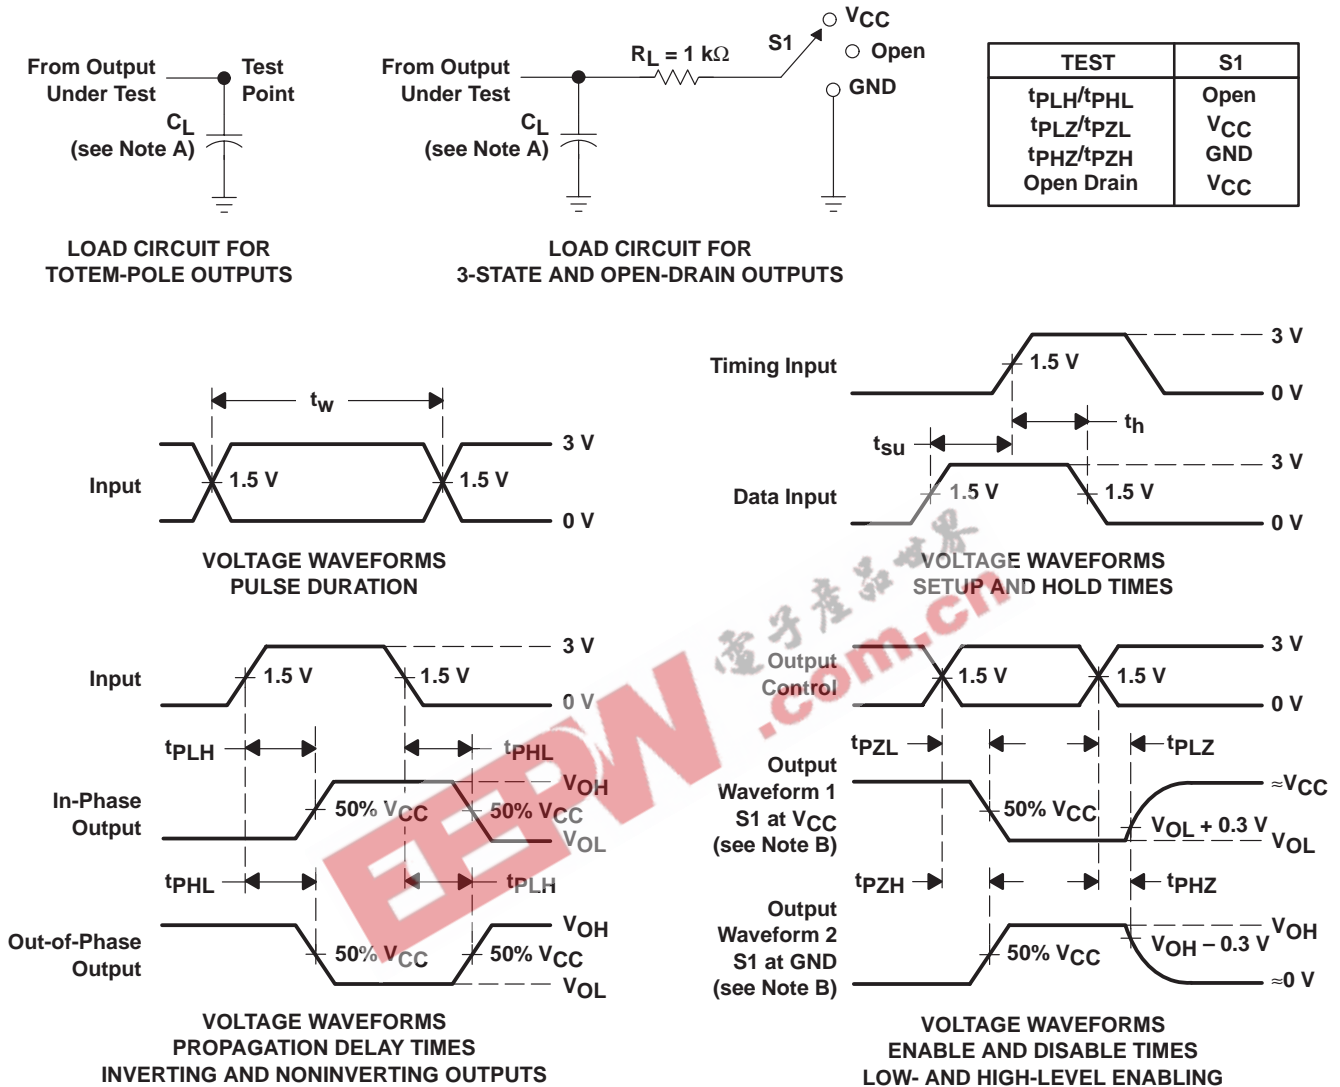 From Output
Under Test
Test
Point
CL
(see Note A)
LOAD CIRCUIT FOR
TOTEM-POLE OUTPUTS
From Output
Under Test
CL
(see Note A)
RL = 1 kΩ
S1
VCC
Open
GND
LOAD CIRCUIT FOR
3-STATE AND OPEN-DRAIN OUTPUTS
TEST S1
tPLH/tPHL Open
tPLZ/tPZL VCC
tPHZ/tPZH GND
Open Drain VCC
tw
Input
1.5 V
1.5 V
3 V
0 V
VOLTAGE WAVEFORMS
PULSE DURATION
Timing Input
1.5 V
3 V
0 V
tsu
th
Data Input
1.5 V
1.5 V
3 V
0 V
VOLTAGE WAVEFORMS
SETUP AND HOLD TIMES
Input
1.5 V
1.5 V
3 V
0 V
tPLH
tPHL
In-Phase
Output
50% VCC
50% VCC
VOH
VOL
tPHL
tPLH
Out-of-Phase
Output
50% VCC
50% VCC
VOH
VOL
VOLTAGE WAVEFORMS
PROPAGATION DELAY TIMES
INVERTING AND NONINVERTING OUTPUTS
Output
Control
1.5 V
1.5 V
3 V
0 V
tPZL
tPLZ
Output
Waveform 1
S1 at VCC
(see Note B)
50% VCC
VOL + 0.3 V
≈VCC
VOL
tPZH
tPHZ
Output
Waveform 2
S1 at GND
(see Note B)
50% VCC
VOH − 0.3 V
VOH
≈0 V
VOLTAGE WAVEFORMS
ENABLE AND DISABLE TIMES
LOW- AND HIGH-LEVEL ENABLING
EEPW
.com.cn
電子產品世界